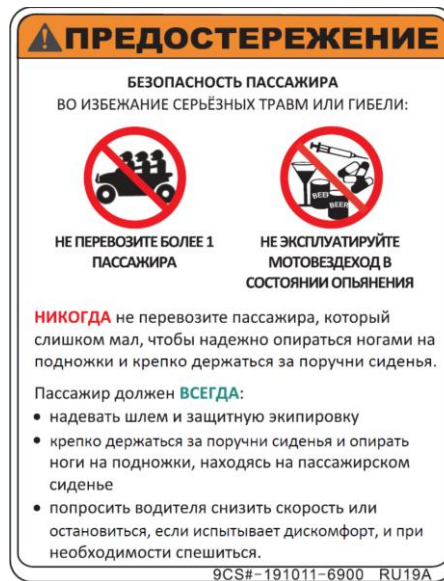 ПРЕДОСТЕРЕЖЕНИЕ
БЕЗОПАСНОСТЬ ПАССАЖИРА
ВО ИЗБЕЖАНИЕ СЕРЬЁЗНЫХ ТРАВМ ИЛИ ГИБЕЛИ:
BEER
BEER
НЕ ПЕРЕВОЗИТЕ БОЛЕЕ 1
ПАССАЖИРА
НЕ ЭКСПЛУАТИРУЙТЕ
МОТОВЕЗДЕХОД В
СОСТОЯНИИ ОПЬЯНЕНИЯ
НИКОГДА не перевозите пассажира, который
слишком мал, чтобы надежно опираться ногами на
подножки и крепко держаться за поручни сиденья.
Пассажир должен ВСЕГДА:
• надевать шлем и защитную экипировку
• крепко держаться за поручни сиденья и опирать
ноги на подножки, находясь на пассажирском
сиденье
• попросить водителя снизить скорость или
остановиться, если испытывает дискомфорт, и при
необходимости спешиться.
9CS#-191011-6900 RU19A